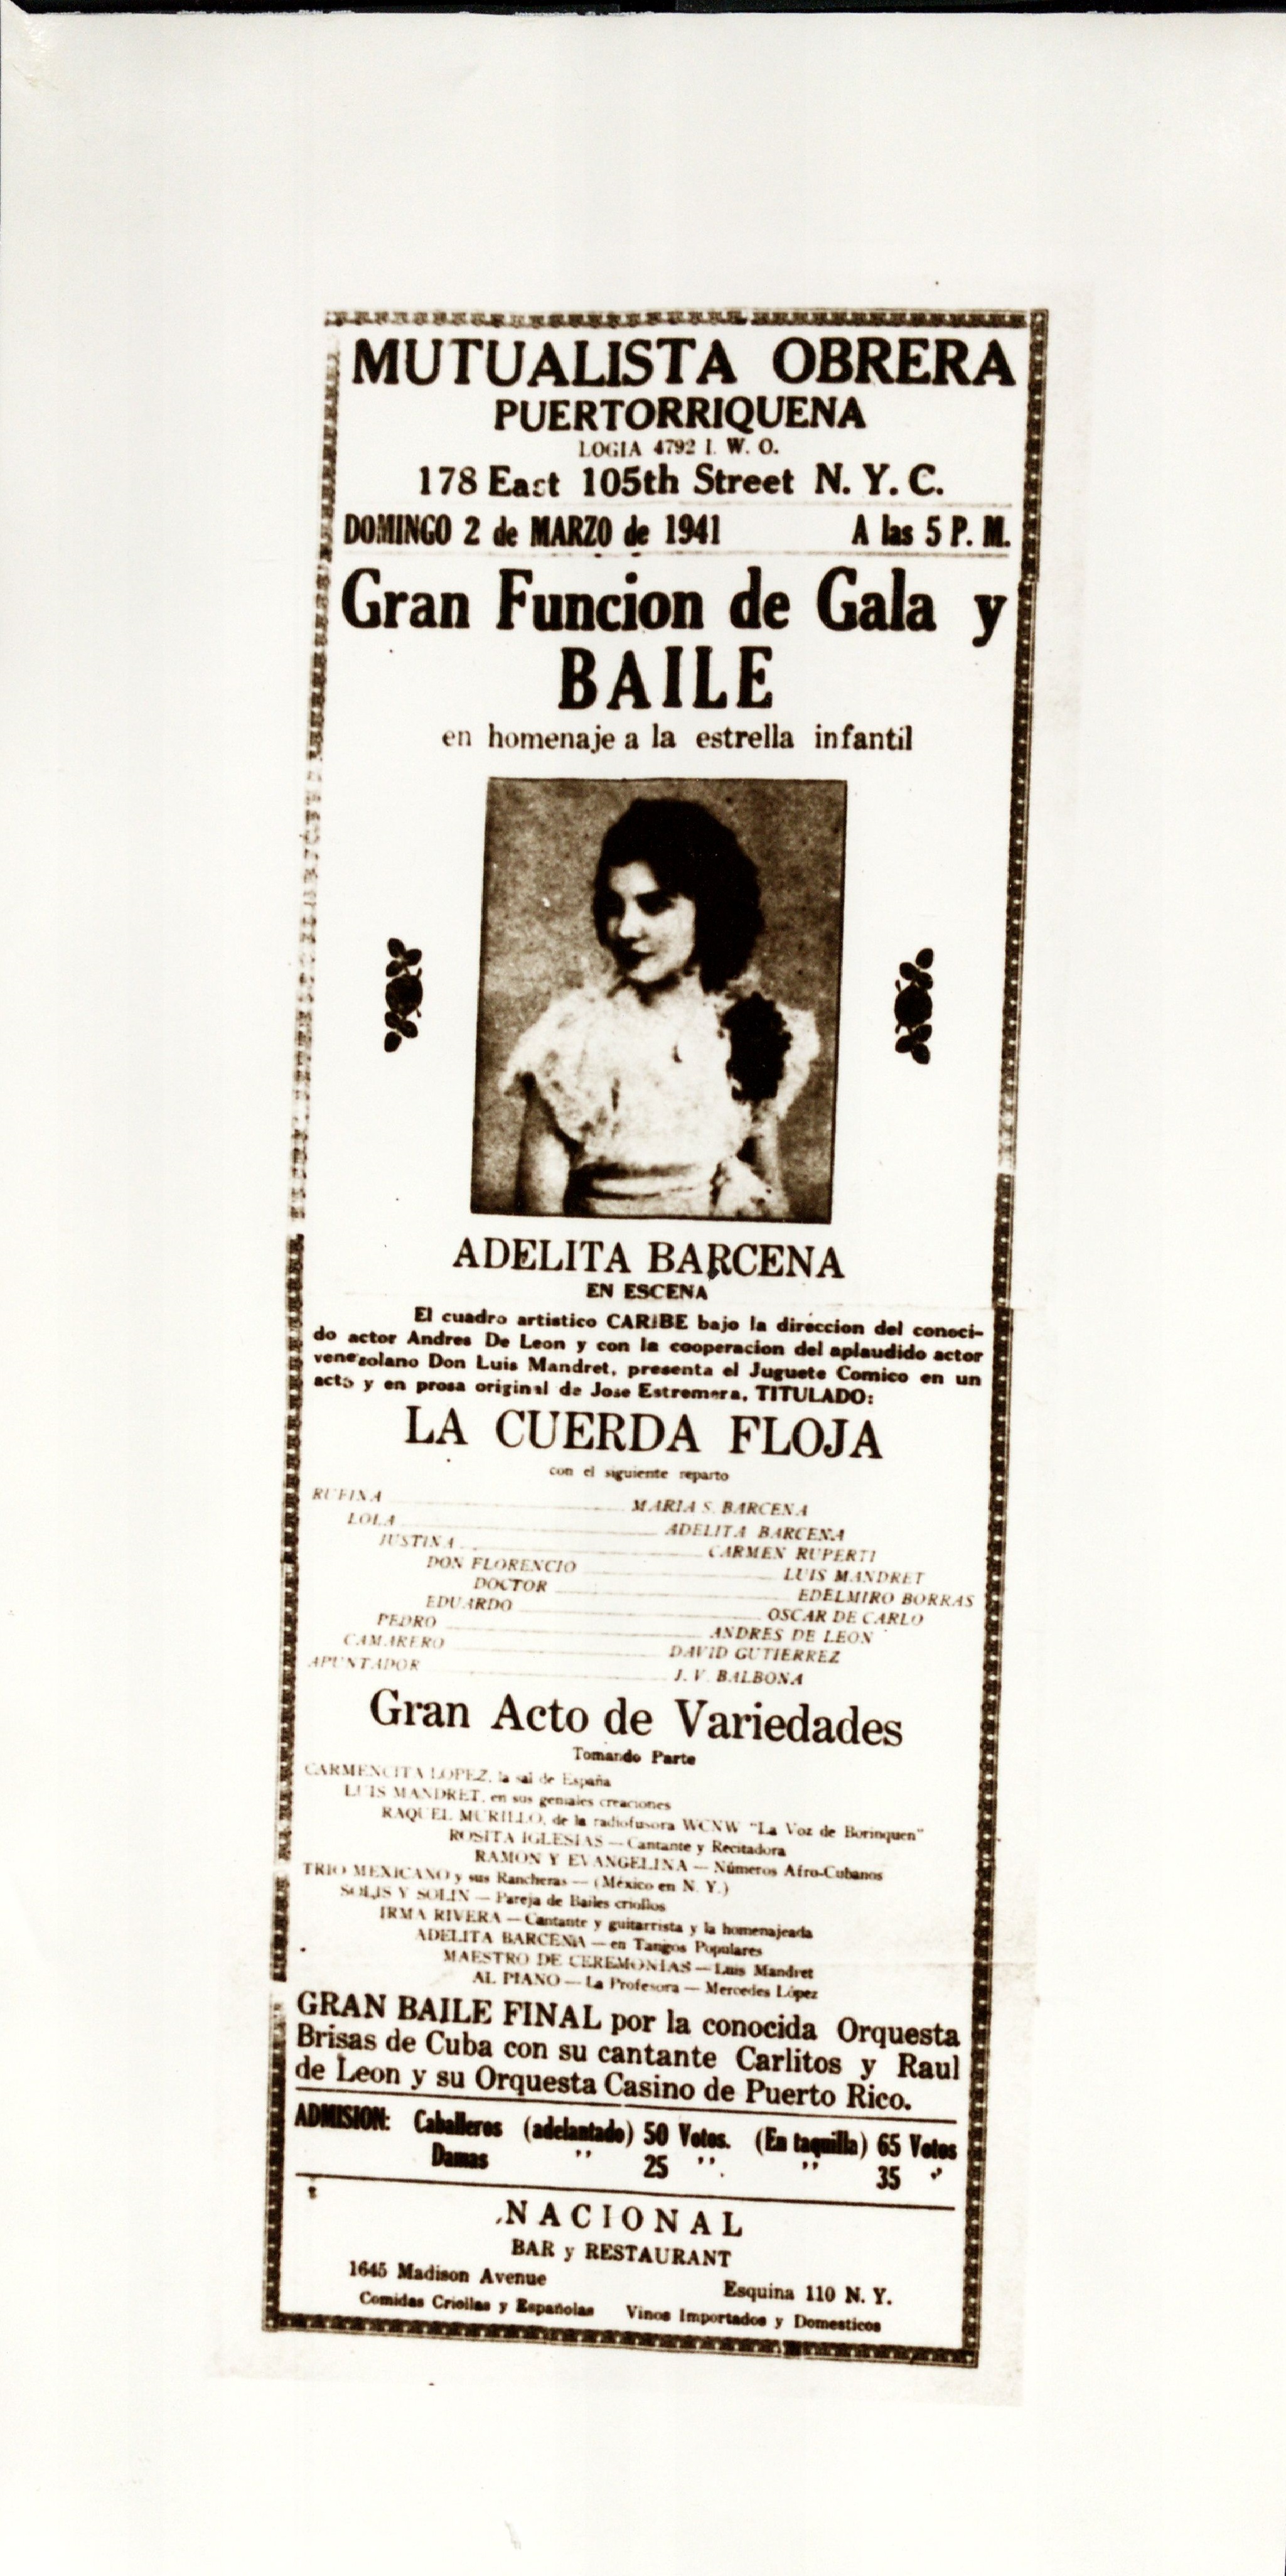 MUTUALISTA OBRERA
PUERTORRIQUENA
LOGIA 4792 I. W. O.
178 East 105th Street N. Y. C.
DOMINGO 2 de MARZO de 1941 A las 5 P. M.
Gran Funcion de Gala y
BAILE
en homenaje a la estrella infantil
ADELITA BARCENA
EN ESCENA
El cuadro artistico CARIBE bajo la direccion del conoci-
do actor Andres De Leon y con la cooperacion del aplaudido actor
venezolano Don Luis Mandret, presenta el Juguete Comico en un
acto y en prosa original de Jose Estremera, TITULADO:
LA CUERDA FLOJA
con el siguiente reparto
RUFINA MARIA S. BARCENA
LOLA ADELITA BARCENA
JUSTINA CARMEN RUPERTI
DON FLORENCIO LUIS MANDRET
DOCTOR EDELMIRO BORRAS
EDUARDO OSCAR DE CARLO
PEDRO ANDRES DE LEON
CAMARERO DAVID GUTIERREZ
APUNTADOR J. V. BALBONA
Gran Acto de Variedades
Tomando Parte
CARMENCITA LOPEZ, la sal de España
LUIS MANDRET, en sus geniales creaciones
RAQUEL MURILLO, de la radiofusora WCNW "La Voz de Borinquen"
ROSITA IGLESIAS — Cantante y Recitadora
RAMON Y EVANGELINA — Números Afro-Cubanos
TRIO MEXICANO y sus Rancheras — (México en N. Y.)
SOLIS Y SOLIN — Pareja de Bailes criollos
IRMA RIVERA — Cantante y guitarrista y la homenajeada
ADELITA BARCENA — en Tangos Populares
MAESTRO DE CEREMONIAS — Luis Mandret
AL PIANO — La Profesora — Mercedes López
GRAN BAILE FINAL por la conocida Orquesta
Brisas de Cuba con su cantante Carlitos y Raul
de Leon y su Orquesta Casino de Puerto Rico.
ADMISION: Caballeros (adelantado) 50 Votos. (En taquilla) 65 Votos
Damas " 25 ". " 35 "
NACIONAL
BAR y RESTAURANT
1645 Madison Avenue Esquina 110 N. Y.
Comidas Criollas y Españolas Vinos Importados y Domesticos